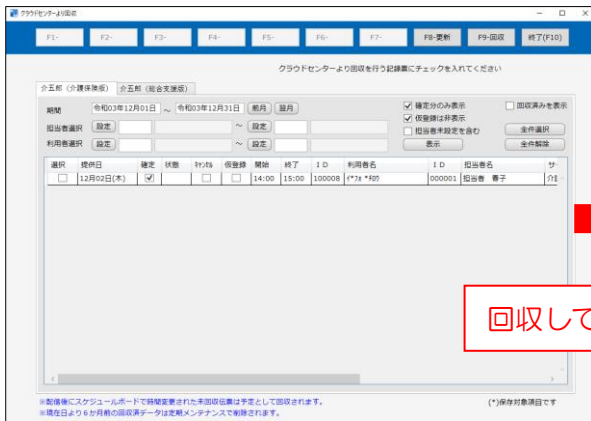 クラウドセンターより回収
F1-
F2-
F3-
F4-
F5-
F6-
F7-
F8-更新
F9-回収
終了(F10)
クラウドセンターより回収を行う記録票にチェックを入れてください
介五郎（介護保険版）
介五郎（総合支援版）
期間 令和03年12月01日 ～ 令和03年12月31日 前月 翌月
担当者選択 設定 ～ 設定
利用者選択 設定 ～ 設定
確定分のみ表示
仮登録は非表示
担当者未設定を含む
表示
回収済みを表示
全件選択
全件解除
選択 提供日 確定 状態 ｷｬﾝｾﾙ 仮登録 開始 終了 ＩＤ 利用者名 ＩＤ 担当者名 サ
12月02日(木) 14:00 15:00 100008 000001 担当者 春子
回収して
※配信後にスケジュールボードで時間変更された未回収伝票は予定として回収されます。
※現在日より６か月前の回収済データは定期メンテナンスで削除されます。
(*)保存対象項目です